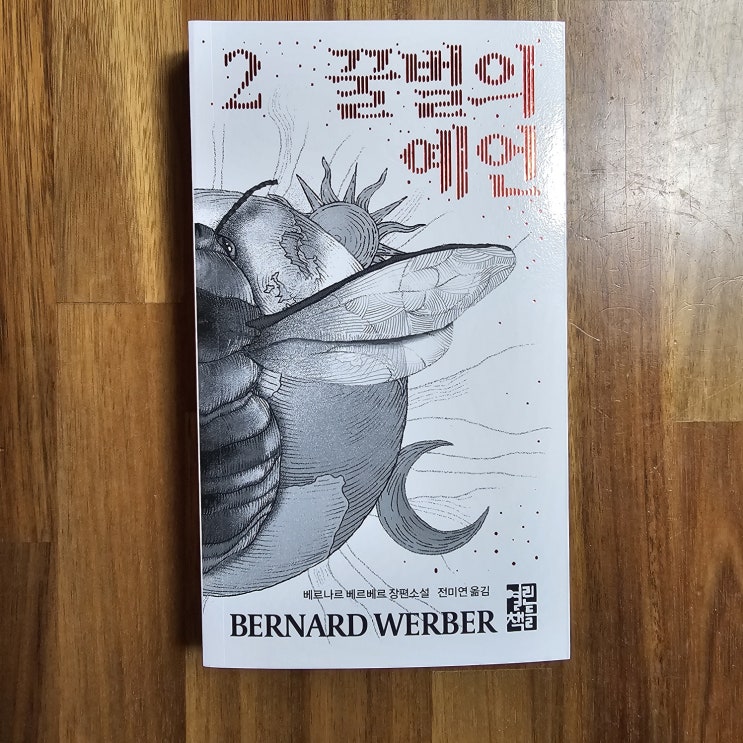 2 꿀벌의
예언
베르나르 베르베르 장편소설 전미연 옮김
BERNARD WERBER
열린
책들